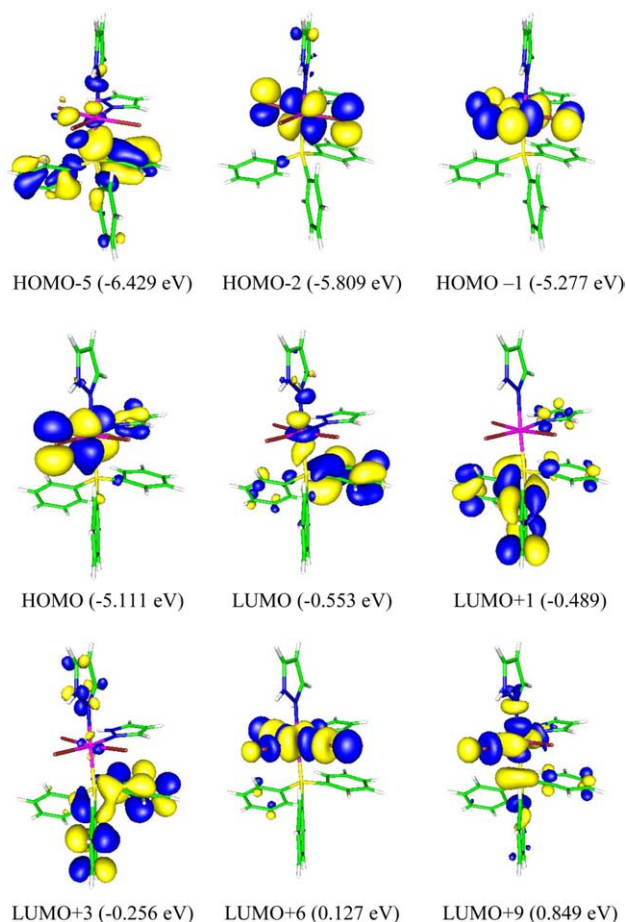 HOMO-5 (-6.429 eV) HOMO-2 (-5.809 eV) HOMO –1 (-5.277 eV)
HOMO (-5.111 eV) LUMO (-0.553 eV) LUMO+1 (-0.489)
LUMO+3 (-0.256 eV) LUMO+6 (0.127 eV) LUMO+9 (0.849 eV)